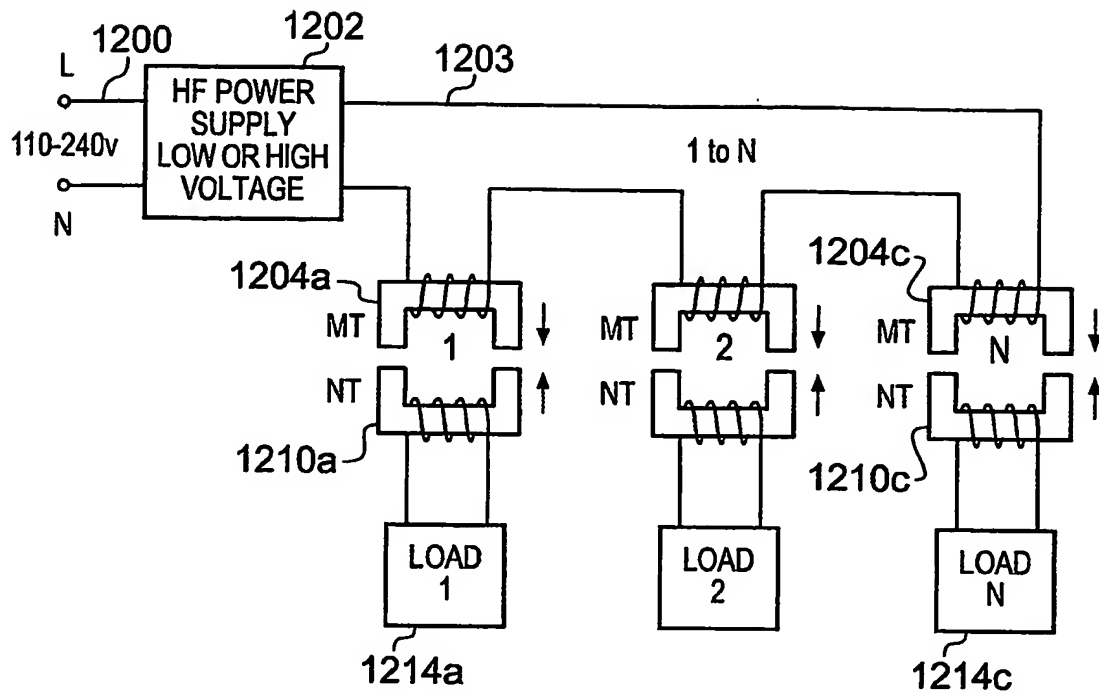 1200
1202
1203
L
HF POWER
SUPPLY
LOW OR HIGH
VOLTAGE
110-240v
N
1 to N
1204a
1204c
MT
1
MT
2
MT
N
NT
NT
NT
1210a
1210c
LOAD
1
LOAD
2
LOAD
N
1214a
1214c